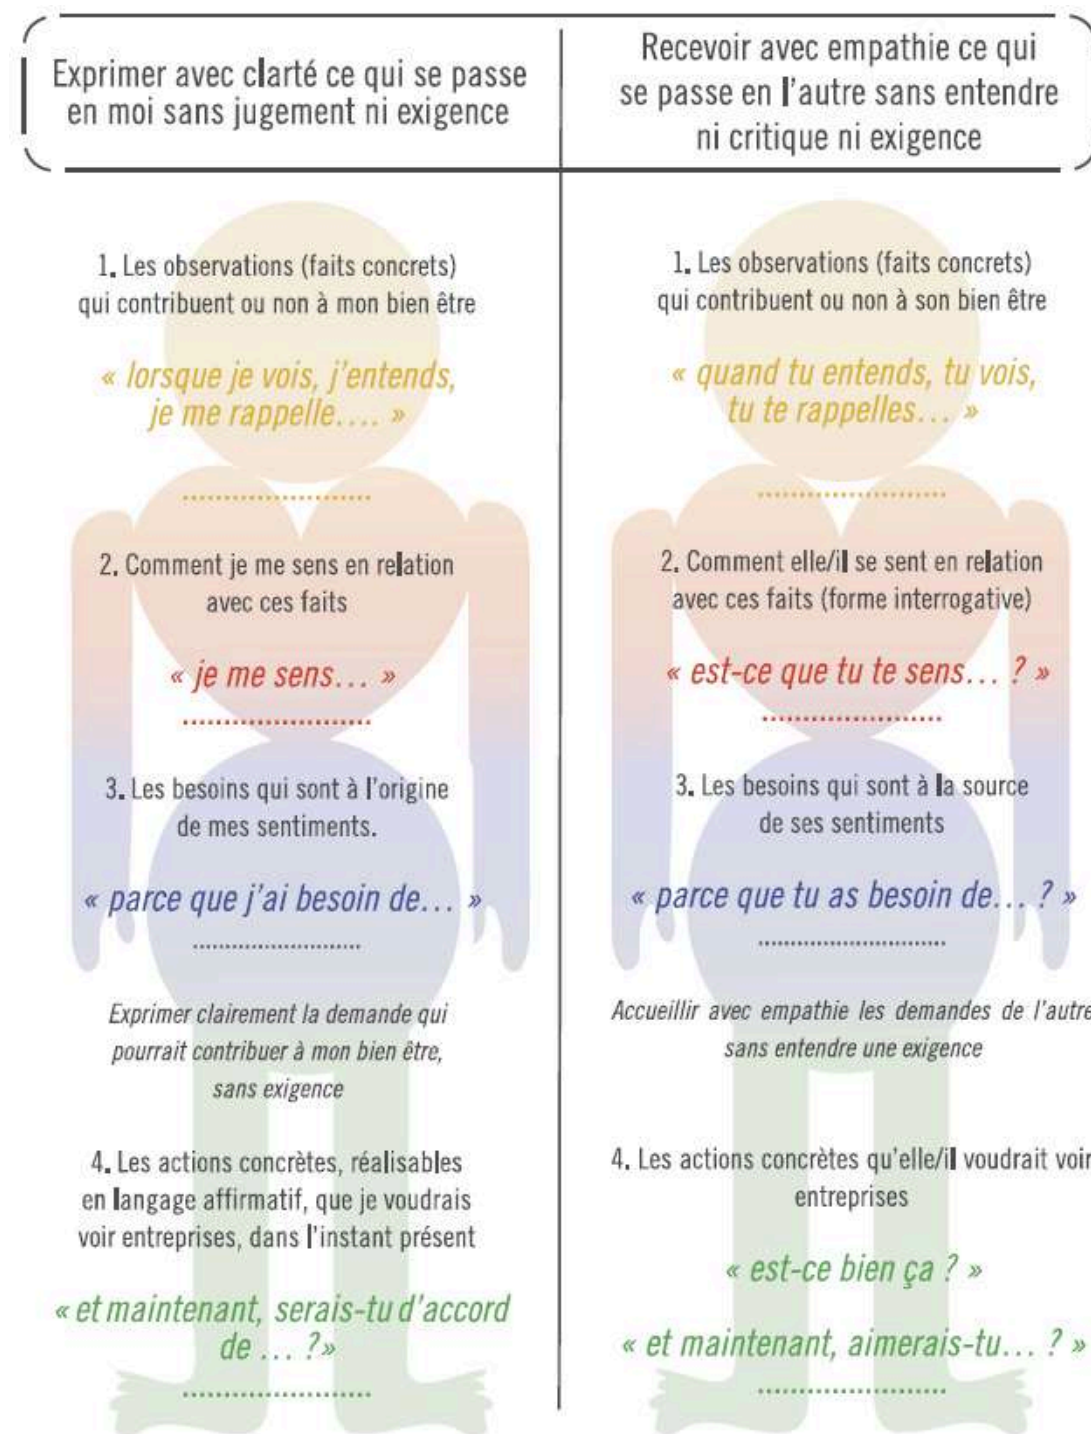 Exprimer avec clarté ce qui se passe
en moi sans jugement ni exigence
1. Les observations (faits concrets)
qui contribuent ou non à mon bien être
« lorsque je vois, j'entends,
je me rappelle.... »
......................
2. Comment je me sens en relation
avec ces faits
« je me sens... »
......................
3. Les besoins qui sont à l'origine
de mes sentiments.
« parce que j'ai besoin de... »
......................
Exprimer clairement la demande qui
pourrait contribuer à mon bien être,
sans exigence
4. Les actions concrètes, réalisables
en langage affirmatif, que je voudrais
voir entreprises, dans l'instant présent
« et maintenant, serais-tu d'accord
de ... ?»
......................
Recevoir avec empathie ce qui
se passe en l'autre sans entendre
ni critique ni exigence
1. Les observations (faits concrets)
qui contribuent ou non à son bien être
« quand tu entends, tu vois,
tu te rappelles... »
......................
2. Comment elle/il se sent en relation
avec ces faits (forme interrogative)
« est-ce que tu te sens... ? »
......................
3. Les besoins qui sont à la source
de ses sentiments
« parce que tu as besoin de... ? »
......................
Accueillir avec empathie les demandes de l'autre
sans entendre une exigence
4. Les actions concrètes qu'elle/il voudrait voir
entreprises
« est-ce bien ça ? »
« et maintenant, aimerais-tu... ? »
......................